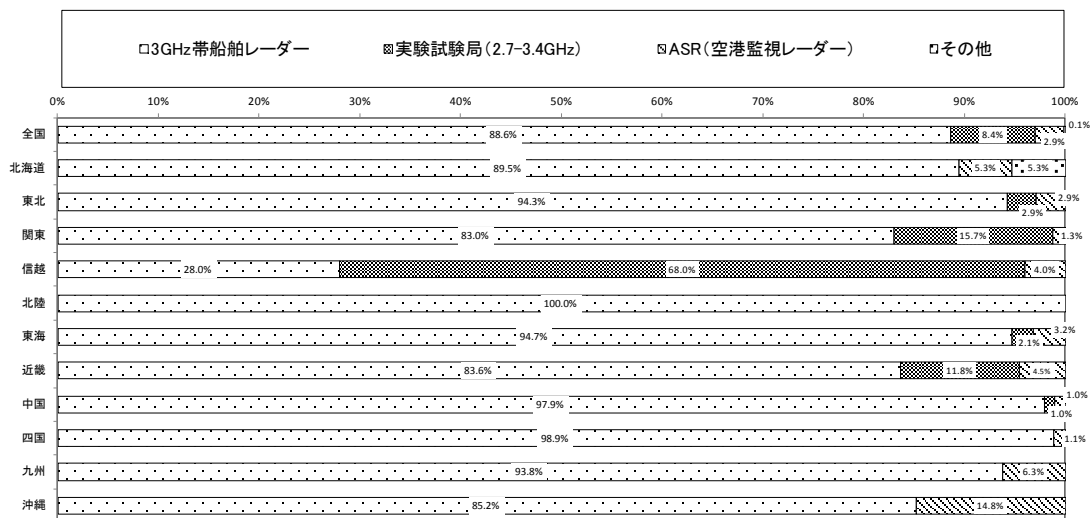 3GHz帯船舶レーダー 実験試験局(2.7-3.4GHz) ASR(空港監視レーダー) その他
0% 10% 20% 30% 40% 50% 60% 70% 80% 90% 100%
全国 88.6% 8.4% 2.9% 0.1%
北海道 89.5% 5.3% 5.3%
東北 94.3% 2.9% 2.9%
関東 83.0% 15.7% 1.3%
信越 28.0% 68.0% 4.0%
北陸 100.0%
東海 94.7% 2.1% 3.2%
近畿 83.6% 11.8% 4.5%
中国 97.9% 1.0% 1.0%
四国 98.9% 1.1%
九州 93.8% 6.3%
沖縄 85.2% 14.8%